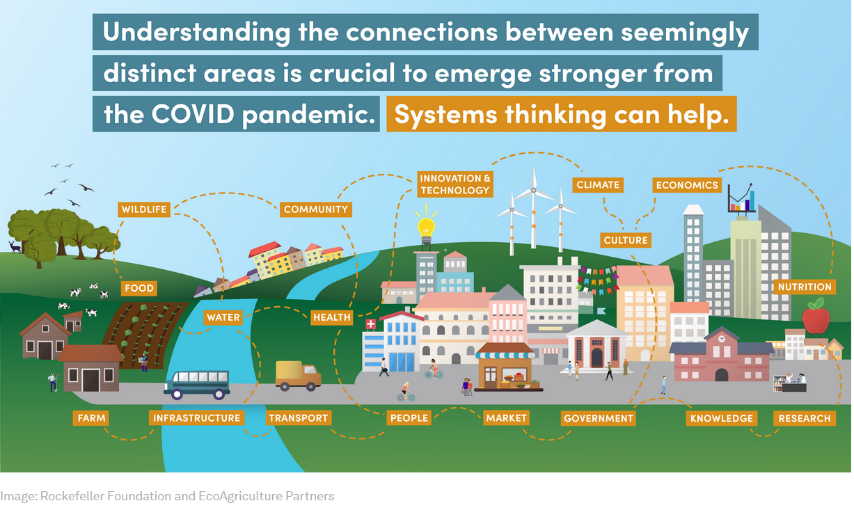 Understanding the connections between seemingly
distinct areas is crucial to emerge stronger from
the COVID pandemic. Systems thinking can help.
INNOVATION &
TECHNOLOGY
CLIMATE
ECONOMICS
WILDLIFE
COMMUNITY
CULTURE
FOOD
NUTRITION
WATER
HEALTH
FARM
INFRASTRUCTURE
TRANSPORT
PEOPLE
MARKET
GOVERNMENT
KNOWLEDGE
RESEARCH
Image: Rockefeller Foundation and EcoAgriculture Partners